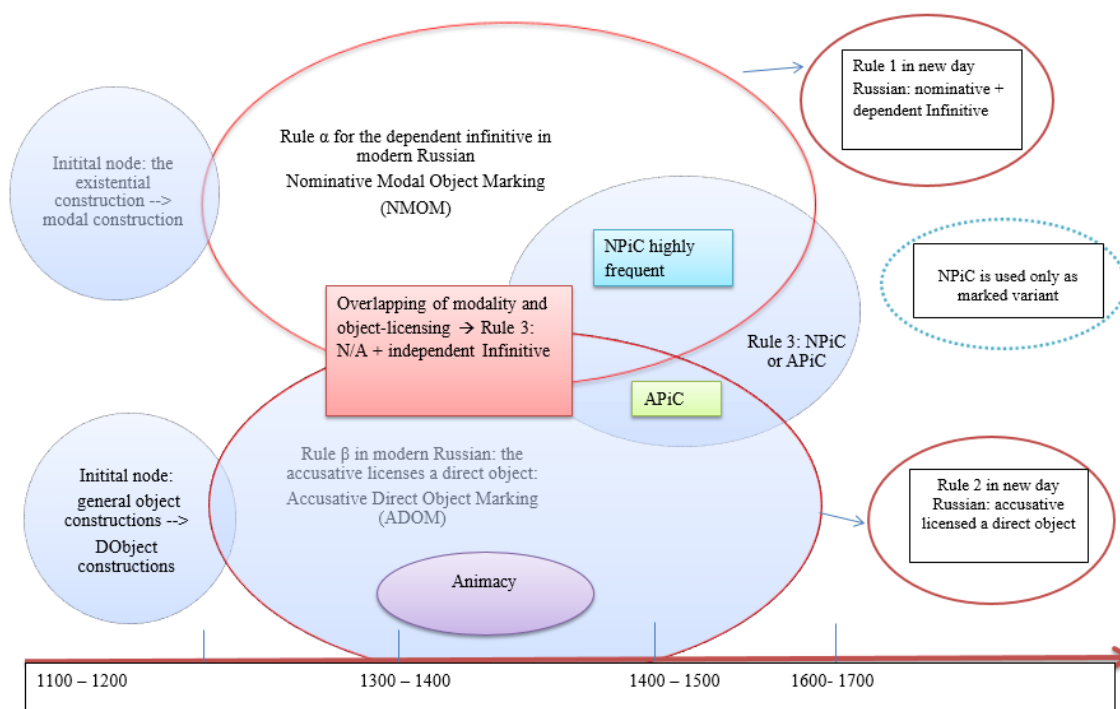 Rule 1 in new day
Russian: nominative +
dependent Infinitive
Initital node: the
existential
construction -->
modal construction
Rule α for the dependent infinitive in
modern Russian
Nominative Modal Object Marking
(NMOM)
NPiC highly
frequent
NPiC is used only as
marked variant
Overlapping of modality and
object-licensing → Rule 3:
N/A + independent Infinitive
Rule 3: NPiC
or APiC
APiC
Initital node:
general object
constructions -->
DObject
constructions
Rule β in modern Russian: the
accusative licenses a direct object:
Accusative Direct Object Marking
(ADOM)
Rule 2 in new day
Russian: accusative
licensed a direct object
Animacy
1100 – 1200
1300 – 1400
1400 – 1500
1600- 1700